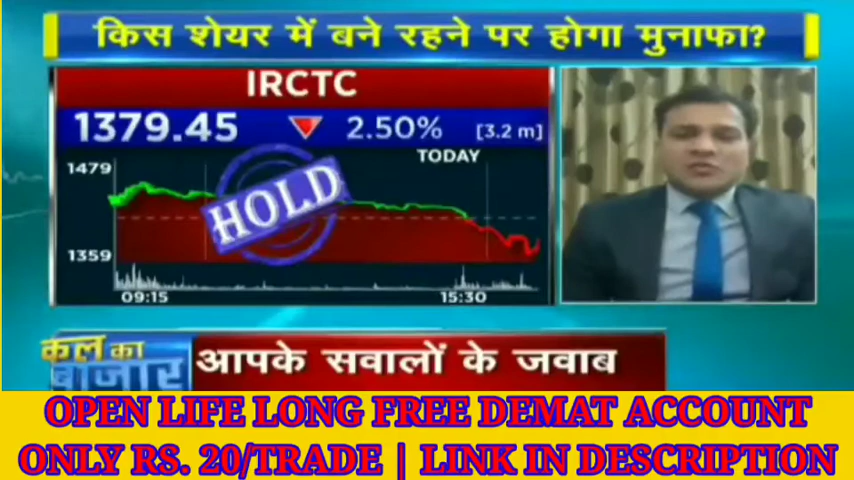 किस शेयर में बने रहने पर होगा मुनाफा?
IRCTC
1379.45 ▼ 2.50% [3.2 m]
TODAY
1479
HOLD
1359
09:15 15:30
कल का
बाज़ार
आपके सवालों के जवाब
OPEN LIFE LONG FREE DEMAT ACCOUNT
ONLY RS. 20/TRADE | LINK IN DESCRIPTION